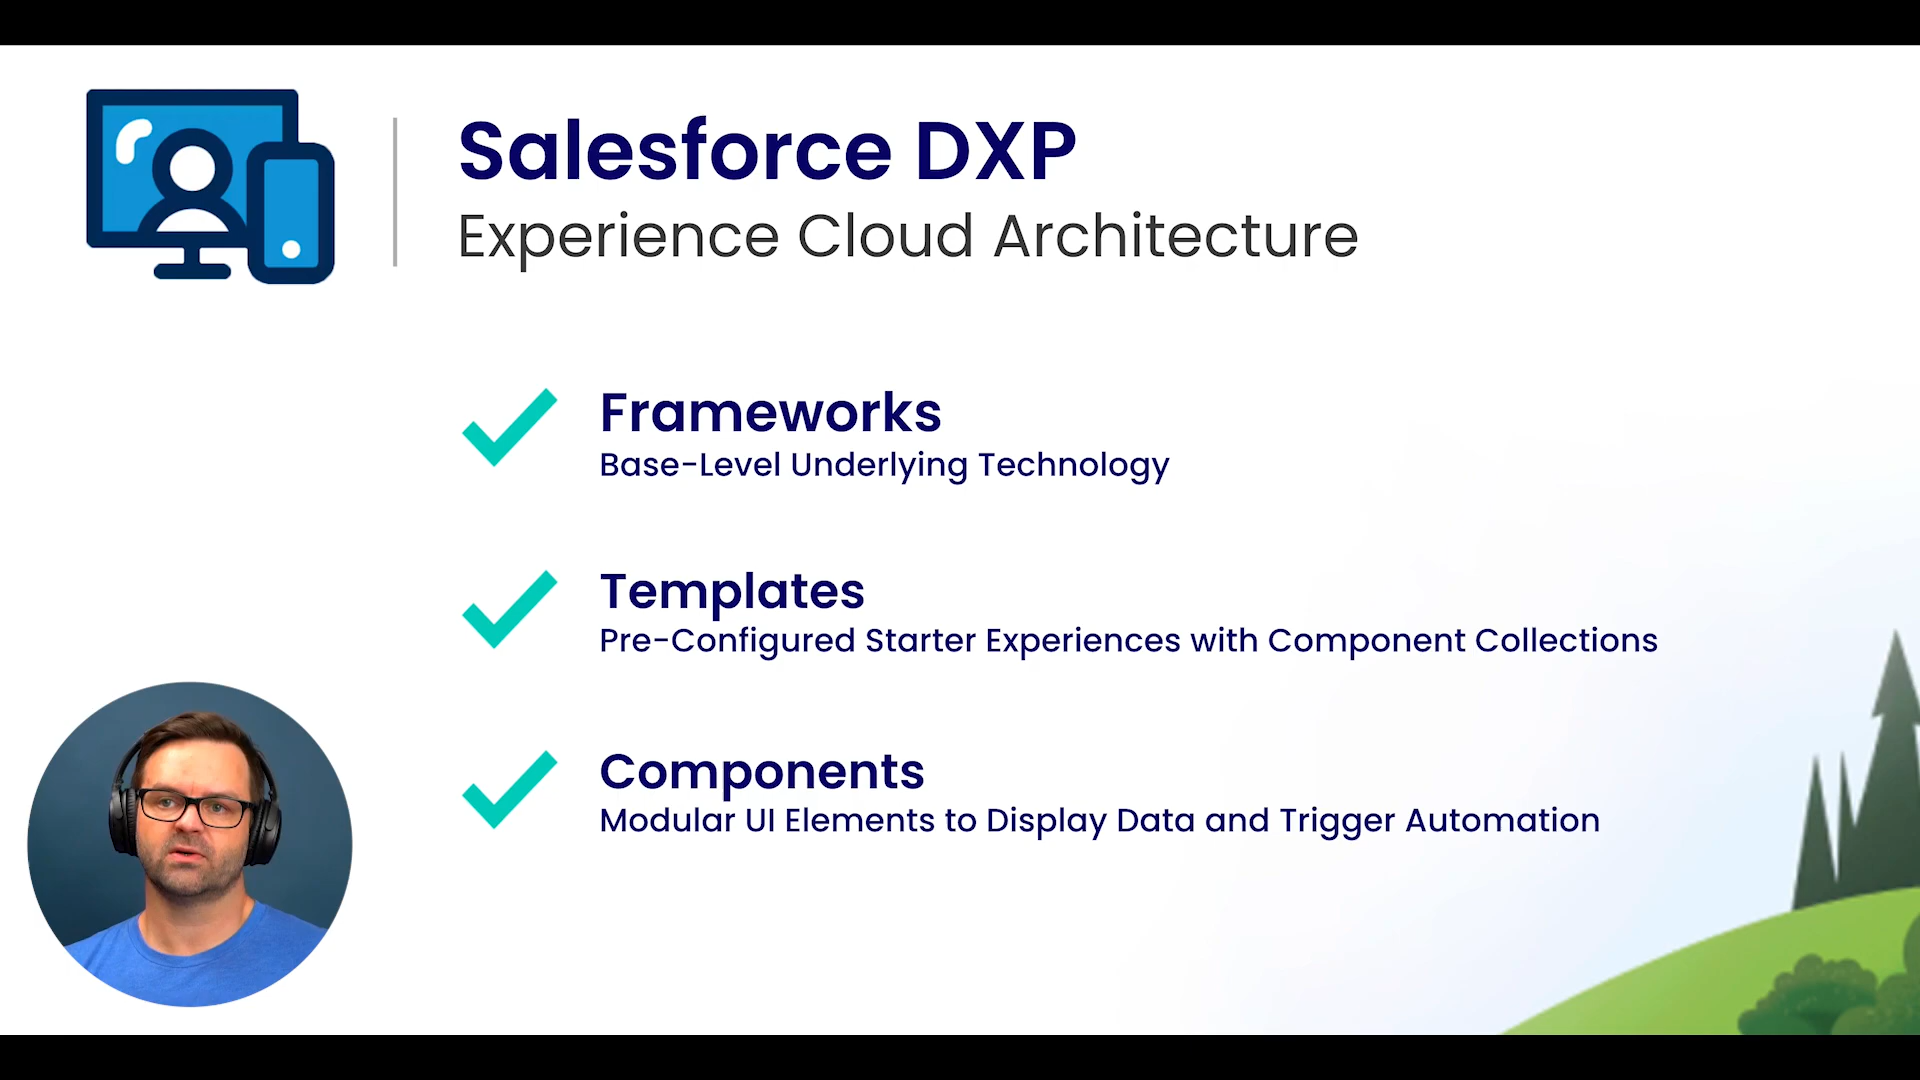 Salesforce DXP
Experience Cloud Architecture
Frameworks
Base-Level Underlying Technology
Templates
Pre-Configured Starter Experiences with Component Collections
Components
Modular UI Elements to Display Data and Trigger Automation